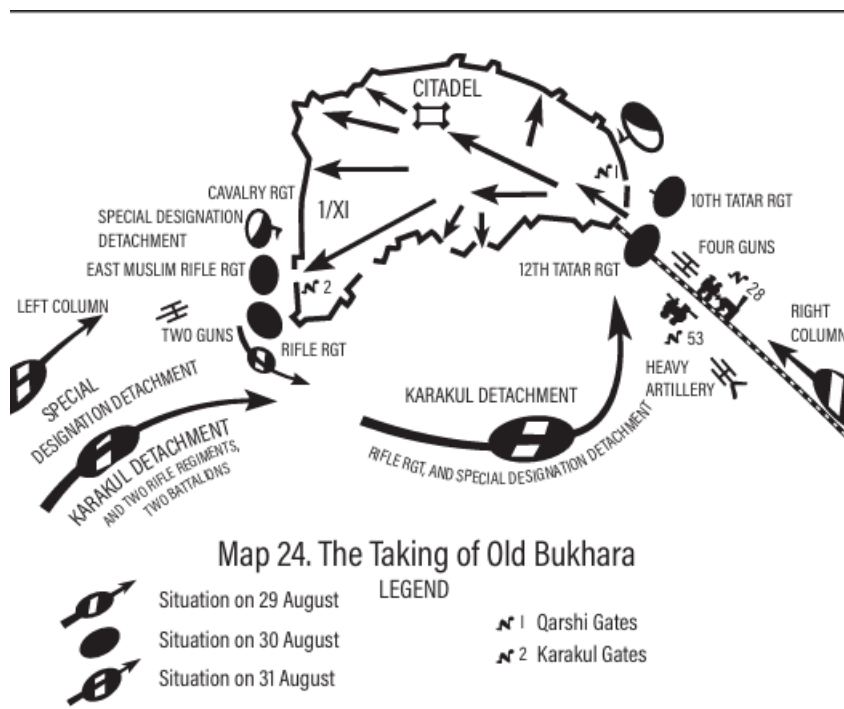 CITADEL
CAVALRY RGT
SPECIAL DESIGNATION
DETACHMENT
1/XI
EAST MUSLIM RIFLE RGT
2
LEFT COLUMN
TWO GUNS
RIFLE RGT
SPECIAL
DESIGNATION DETACHMENT
KARAKUL DETACHMENT
AND TWO RIFLE REGIMENTS,
TWO BATTALIONS
1
10TH TATAR RGT
12TH TATAR RGT
FOUR GUNS
28
53
RIGHT
COLUMN
HEAVY
ARTILLERY
KARAKUL DETACHMENT
RIFLE RGT, AND SPECIAL DESIGNATION DETACHMENT
Map 24. The Taking of Old Bukhara
LEGEND
Situation on 29 August
Situation on 30 August
Situation on 31 August
1 Qarshi Gates
2 Karakul Gates